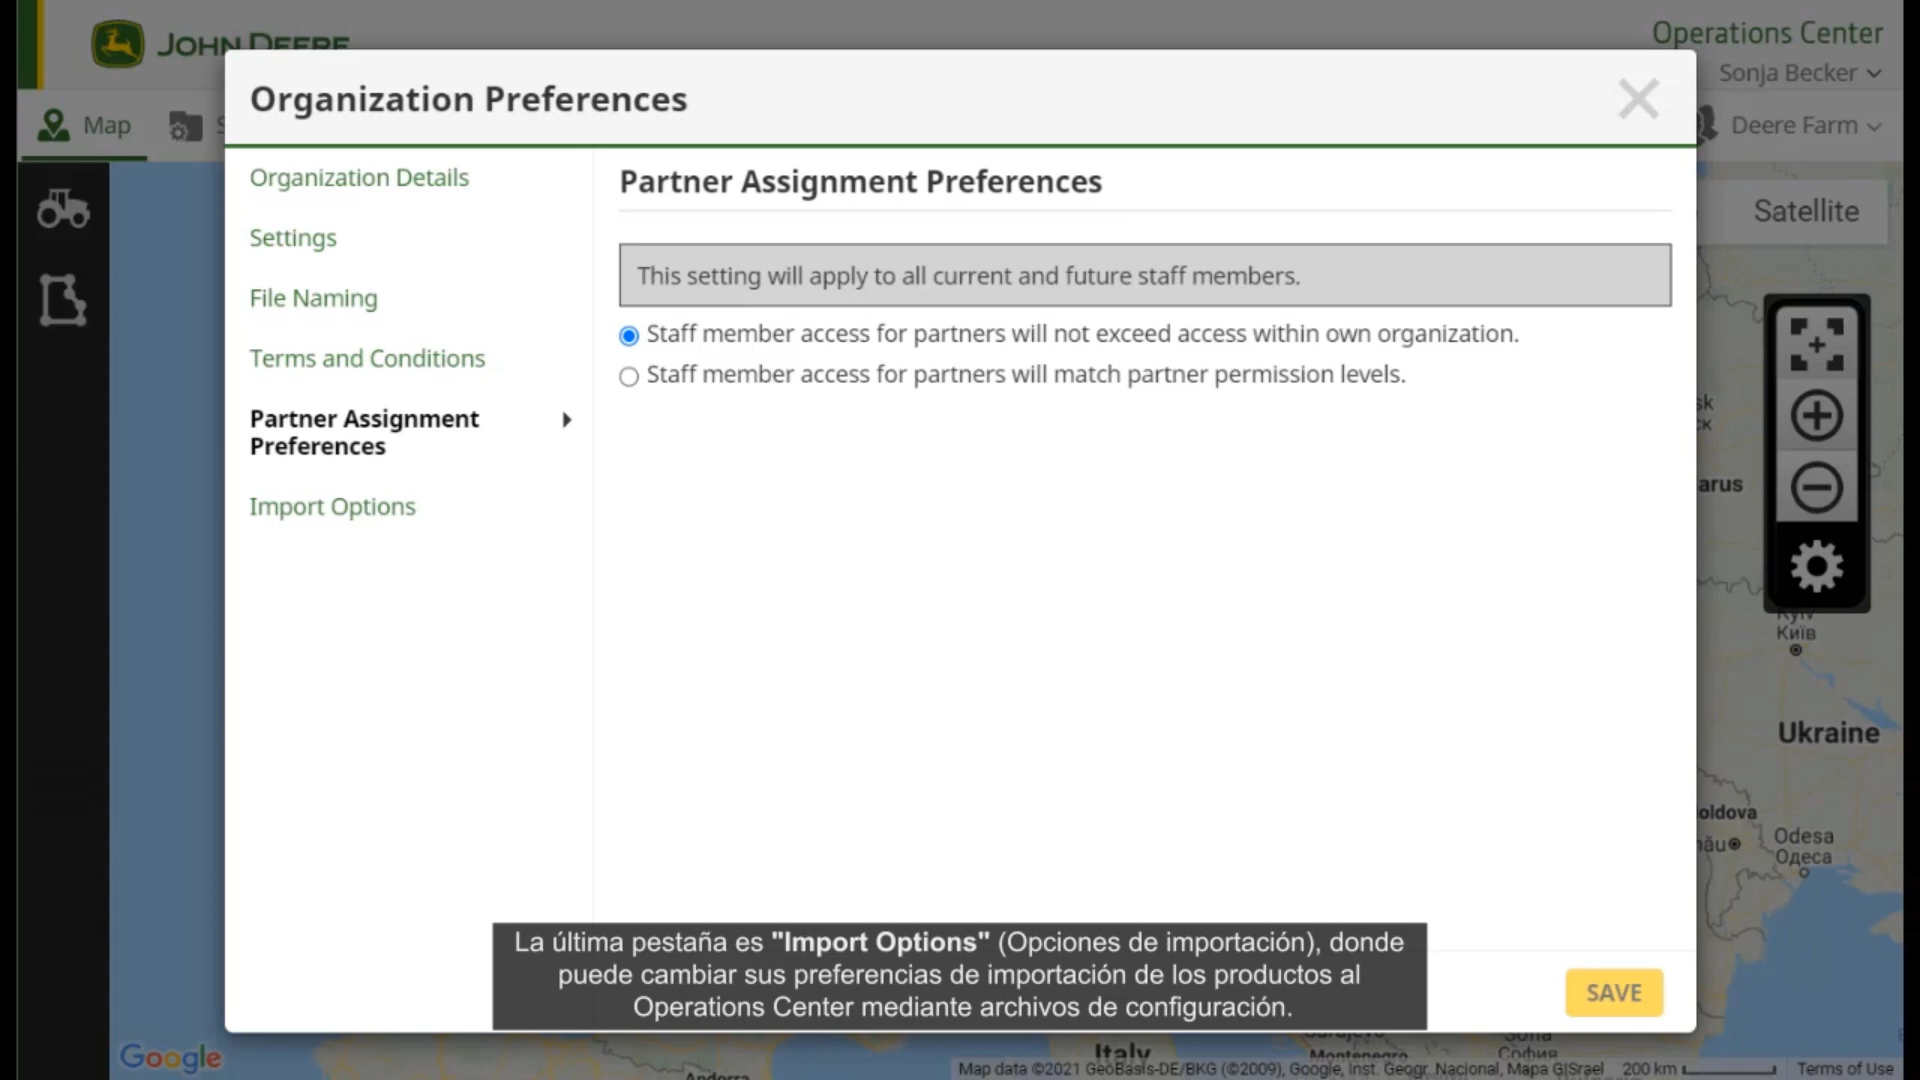 JOHN DEERE
Operations Center
Sonja Becker
Map
Deere Farm
Organization Preferences
Organization Details
Settings
File Naming
Terms and Conditions
Partner Assignment
Preferences
Import Options
Partner Assignment Preferences
This setting will apply to all current and future staff members.
Staff member access for partners will not exceed access within own organization.
Staff member access for partners will match partner permission levels.
Satellite
arus
Київ
Ukraine
oldova
Odesa
Одеса
La última pestaña es "Import Options" (Opciones de importación), donde
puede cambiar sus preferencias de importación de los productos al
Operations Center mediante archivos de configuración.
SAVE
Google
Italy
Andorra
Montenegro
София
Map data ©2021 GeoBasis-DE/BKG (©2009), Google, Inst. Geogr. Nacional, Mapa GISrael
200 km
Terms of Use